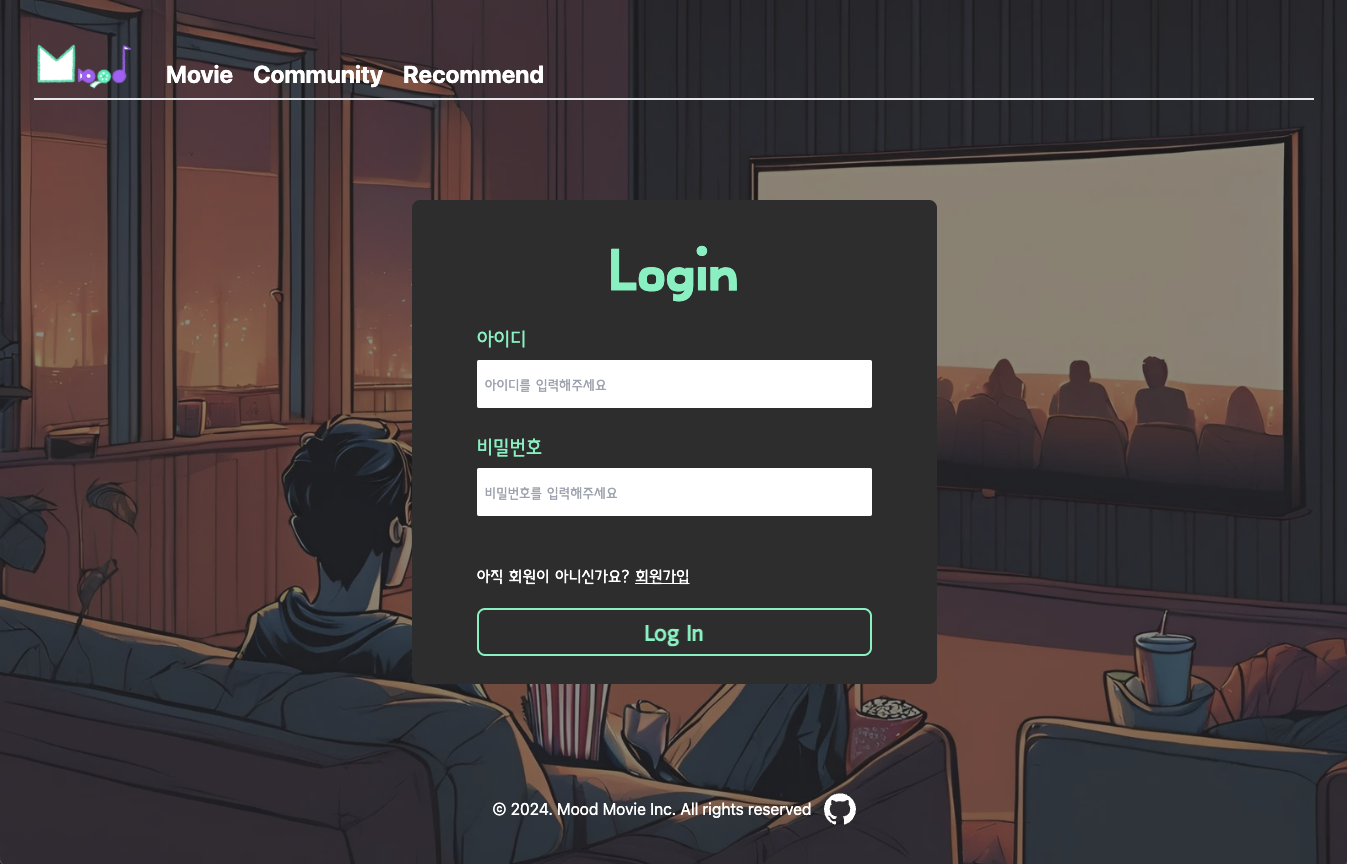 Mood
Movie Community Recommend
Login
아이디
아이디를 입력해주세요
비밀번호
비밀번호를 입력해주세요
아직 회원이 아니신가요? 회원가입
Log In
© 2024. Mood Movie Inc. All rights reserved